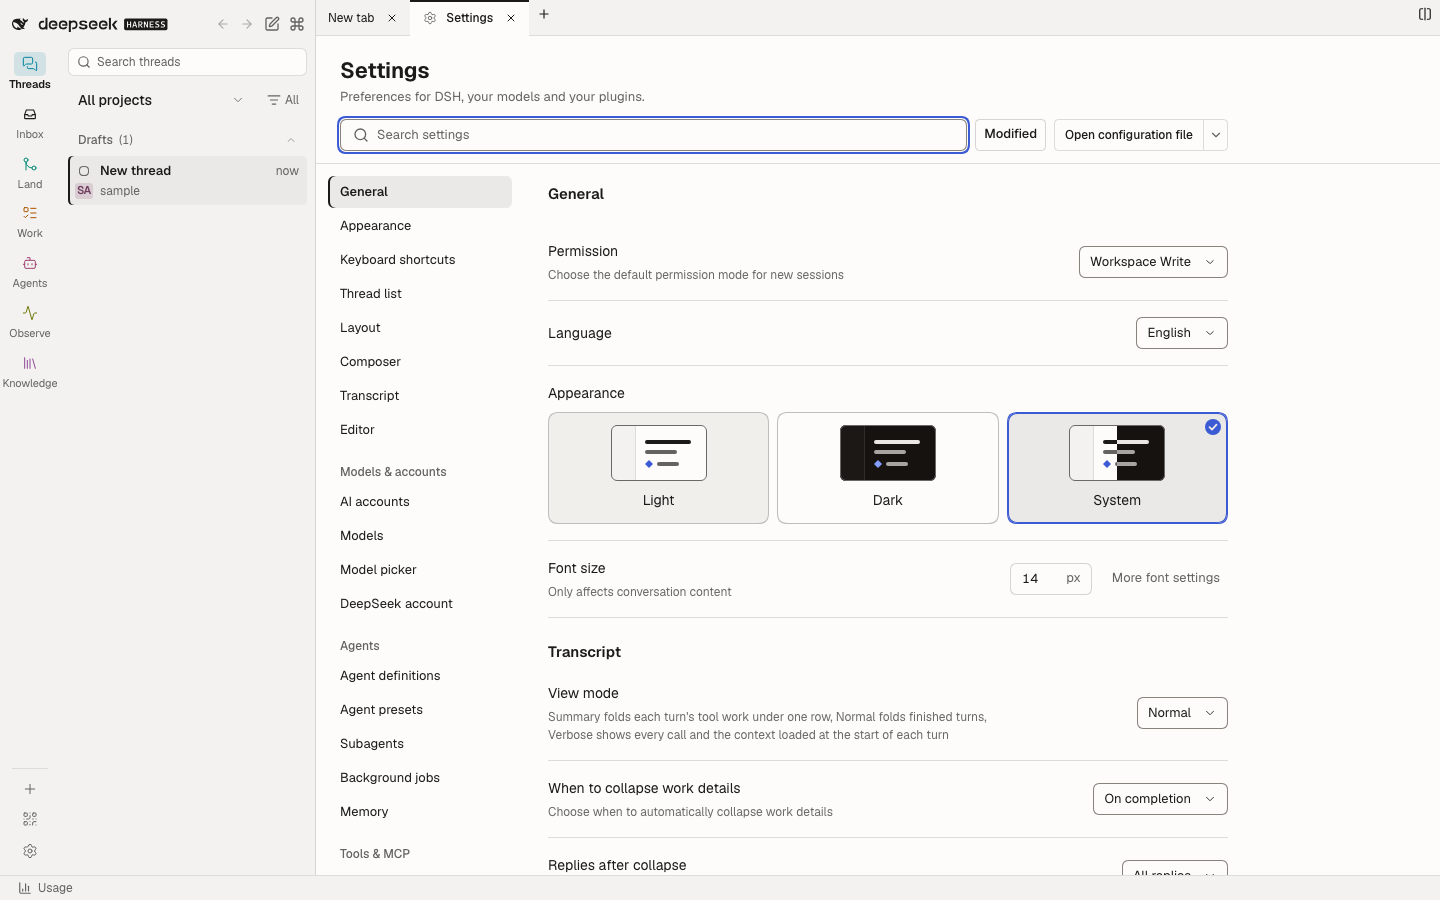 deepseek HARNESS
Search threads
All projects
All
Drafts (1)
New thread
now
SA
sample
Threads
Inbox
Land
Work
Agents
Observe
Knowledge
Usage
New tab
Settings
Settings
Preferences for DSH, your models and your plugins.
Search settings
Modified
Open configuration file
General
Appearance
Keyboard shortcuts
Thread list
Layout
Composer
Transcript
Editor
Models & accounts
AI accounts
Models
Model picker
DeepSeek account
Agents
Agent definitions
Agent presets
Subagents
Background jobs
Memory
Tools & MCP
General
Permission
Choose the default permission mode for new sessions
Workspace Write
Language
English
Appearance
Light
Dark
System
Font size
Only affects conversation content
14 px
More font settings
Transcript
View mode
Summary folds each turn's tool work under one row, Normal folds finished turns,
Verbose shows every call and the context loaded at the start of each turn
Normal
When to collapse work details
Choose when to automatically collapse work details
On completion
Replies after collapse
All replies